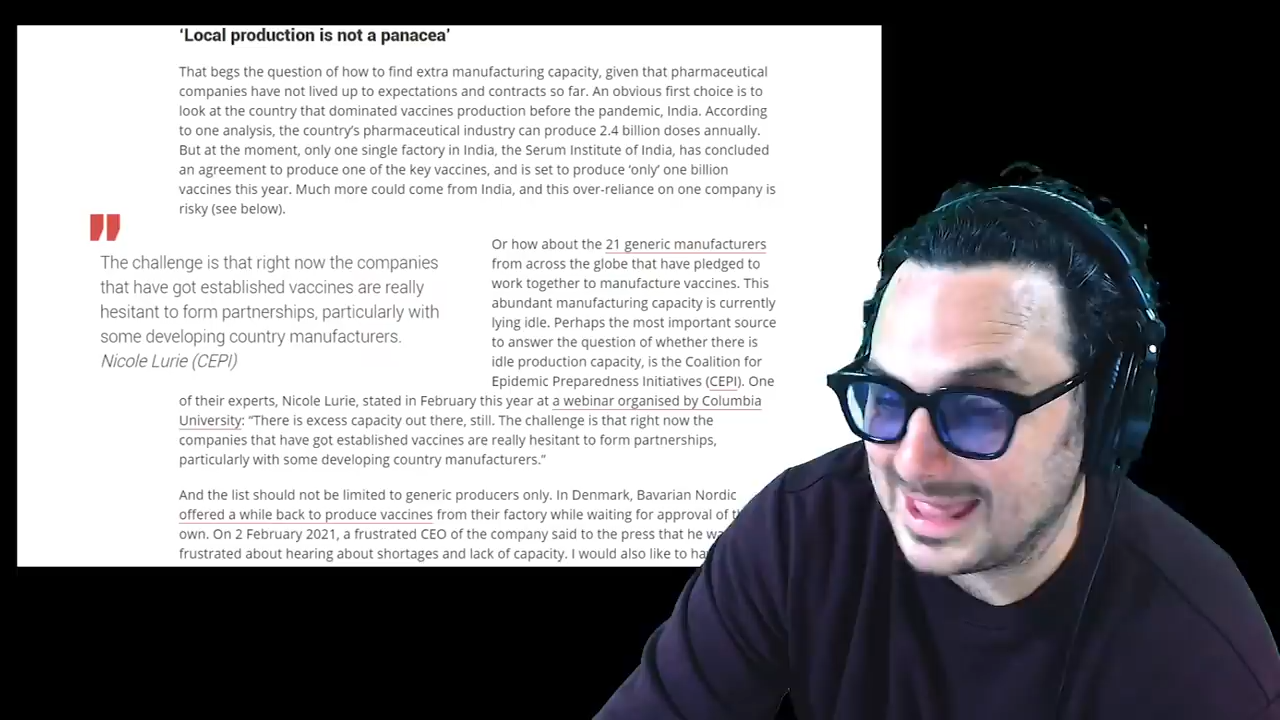 ‘Local production is not a panacea’
That begs the question of how to find extra manufacturing capacity, given that pharmaceutical
companies have not lived up to expectations and contracts so far. An obvious first choice is to
look at the country that dominated vaccines production before the pandemic, India. According
to one analysis, the country’s pharmaceutical industry can produce 2.4 billion doses annually.
But at the moment, only one single factory in India, the Serum Institute of India, has concluded
an agreement to produce one of the key vaccines, and is set to produce ‘only’ one billion
vaccines this year. Much more could come from India, and this over-reliance on one company is
risky (see below).
The challenge is that right now the companies
that have got established vaccines are really
hesitant to form partnerships, particularly with
some developing country manufacturers.
Nicole Lurie (CEPI)
Or how about the 21 generic manufacturers
from across the globe that have pledged to
work together to manufacture vaccines. This
abundant manufacturing capacity is currently
lying idle. Perhaps the most important source
to answer the question of whether there is
idle production capacity, is the Coalition for
Epidemic Preparedness Initiatives (CEPI). One
of their experts, Nicole Lurie, stated in February this year at a webinar organised by Columbia
University: “There is excess capacity out there, still. The challenge is that right now the
companies that have got established vaccines are really hesitant to form partnerships,
particularly with some developing country manufacturers.”
And the list should not be limited to generic producers only. In Denmark, Bavarian Nordic
offered a while back to produce vaccines from their factory while waiting for approval of
own. On 2 February 2021, a frustrated CEO of the company said to the press that he
frustrated about hearing about shortages and lack of capacity. I would also like to